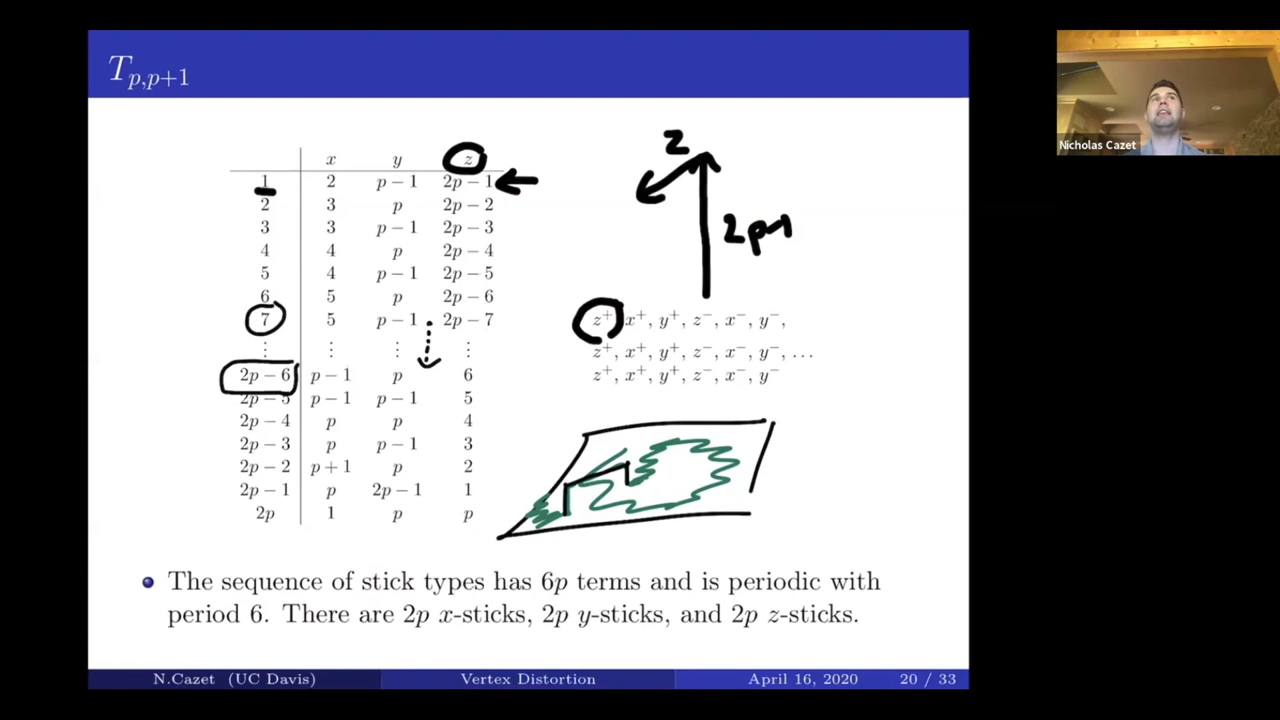 T_{p,p+1}
x y z
1 2 p − 1 2p − 1
2 3 p 2p − 2
3 3 p − 1 2p − 3
4 4 p 2p − 4
5 4 p − 1 2p − 5
6 5 p 2p − 6
7 5 p − 1 2p − 7
⋮ ⋮ ⋮ ⋮
2p − 6 p − 1 p 6
2p − 5 p − 1 p − 1 5
2p − 4 p p 4
2p − 3 p p − 1 3
2p − 2 p + 1 p 2
2p − 1 p 2p − 1 1
2p 1 p p
2
2p-1
z⁺, x⁺, y⁺, z⁻, x⁻, y⁻,
z⁺, x⁺, y⁺, z⁻, x⁻, y⁻, …
z⁺, x⁺, y⁺, z⁻, x⁻, y⁻
The sequence of stick types has 6p terms and is periodic with
period 6. There are 2p x-sticks, 2p y-sticks, and 2p z-sticks.
N.Cazet (UC Davis) Vertex Distortion April 16, 2020 20 / 33
Nicholas Cazet